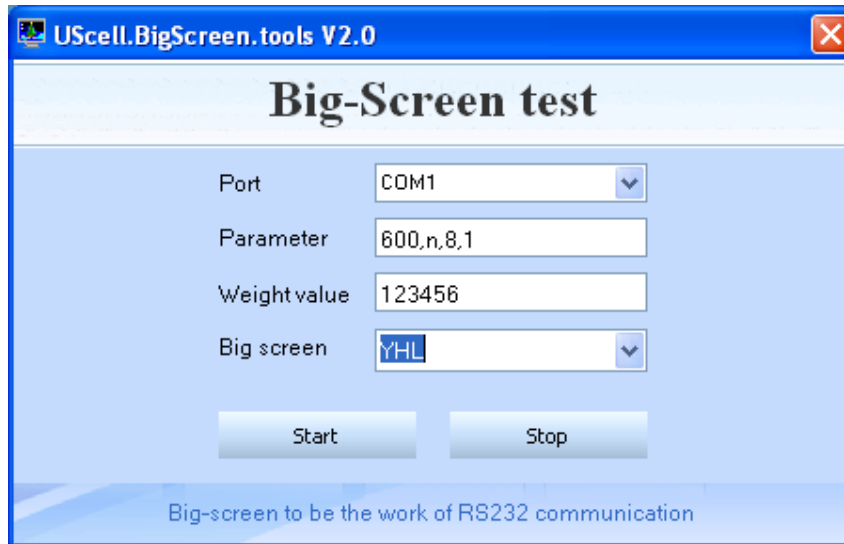 UScell.BigScreen.tools V2.0
Big-Screen test
Port COM1
Parameter 600,n,8,1
Weight value 123456
Big screen YHL
Start Stop
Big-screen to be the work of RS232 communication